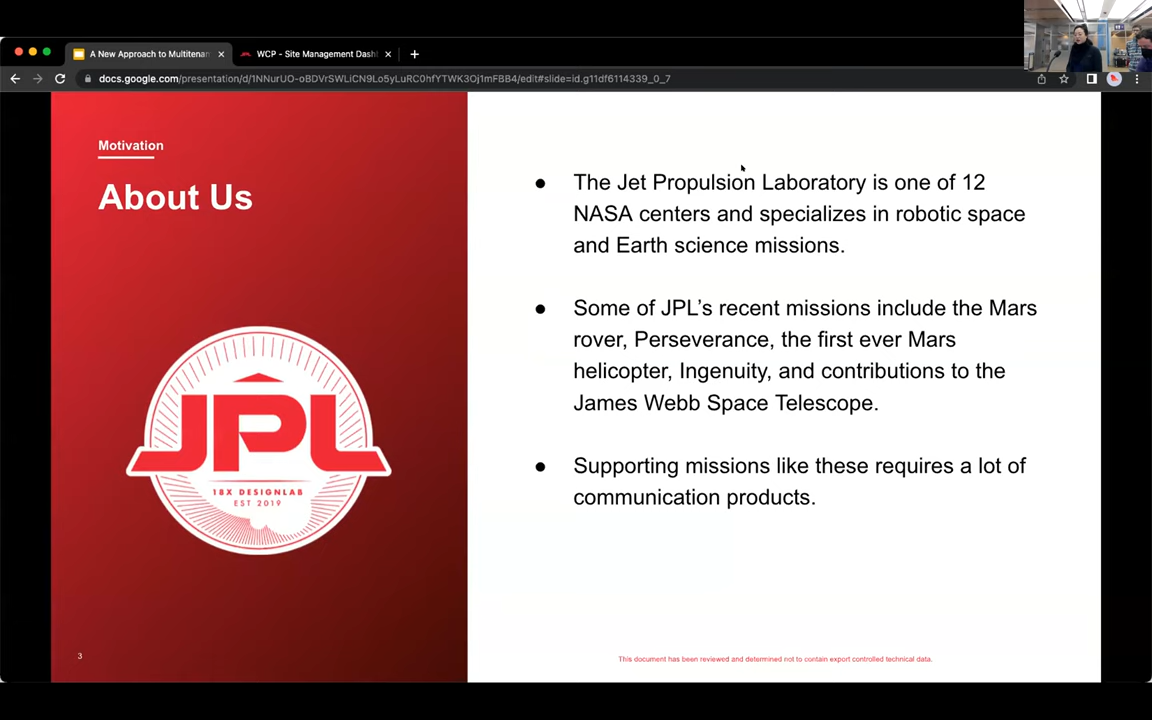 A New Approach to Multitenan
WCP - Site Management Dash
docs.google.com/presentation/d/1NNurUO-oBDVrSWLiCN9Lo5yLuRC0hfYTWK3Oj1mFBB4/edit#slide=id.g11df6114339_0_7
Motivation
About Us
JPL
18X DESIGNLAB
EST 2019
3
● The Jet Propulsion Laboratory is one of 12
NASA centers and specializes in robotic space
and Earth science missions.
● Some of JPL’s recent missions include the Mars
rover, Perseverance, the first ever Mars
helicopter, Ingenuity, and contributions to the
James Webb Space Telescope.
● Supporting missions like these requires a lot of
communication products.
This document has been reviewed and determined not to contain export controlled technical data.